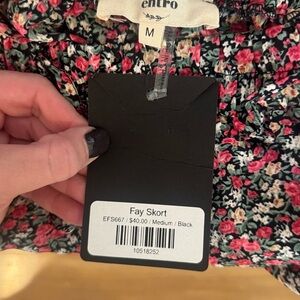 entro
M
Fay Skort
EFS667 / $40.00 / Medium / Black
10518252